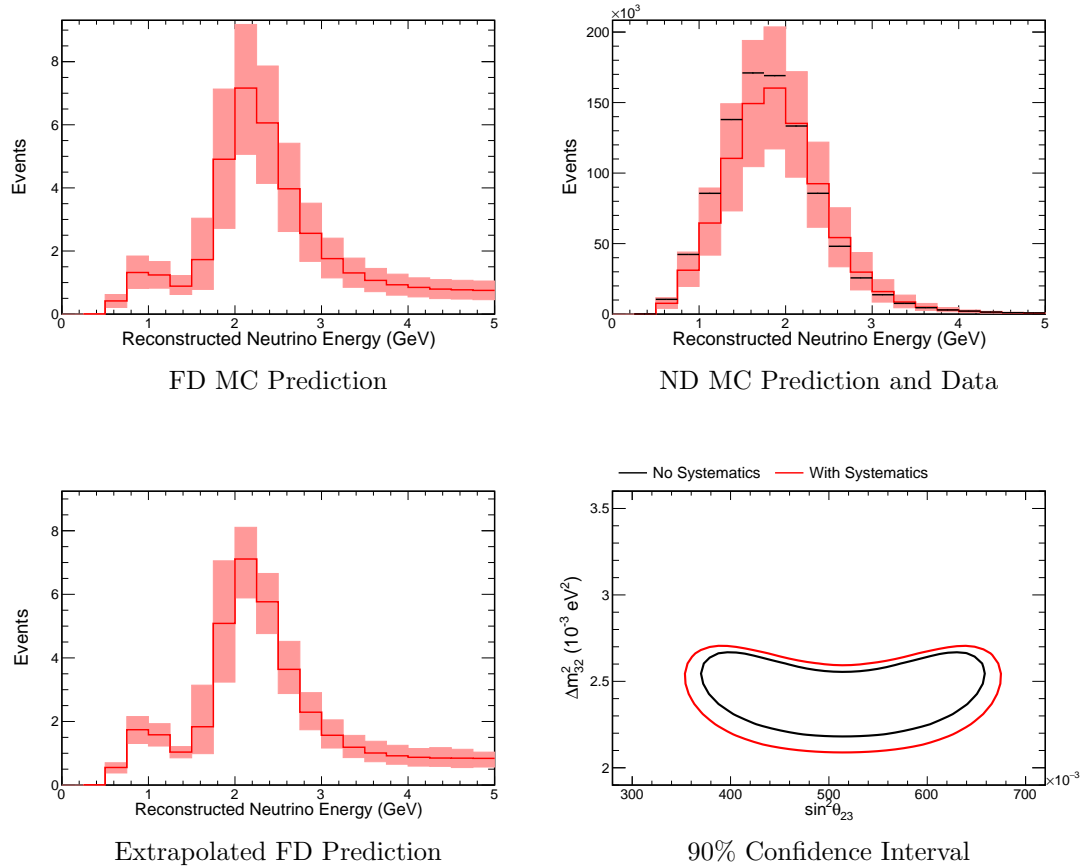 Events
8
6
4
2
0
0 1 2 3 4 5
Reconstructed Neutrino Energy (GeV)
FD MC Prediction
×10³
Events
200
150
100
50
0
0 1 2 3 4 5
Reconstructed Neutrino Energy (GeV)
ND MC Prediction and Data
Events
8
6
4
2
0
0 1 2 3 4 5
Reconstructed Neutrino Energy (GeV)
Extrapolated FD Prediction
No Systematics With Systematics
Δm²₃₂ (10⁻³ eV²)
3.5
3
2.5
2
300 400 500 600 700
×10⁻³
sin²θ₂₃
90% Confidence Interval